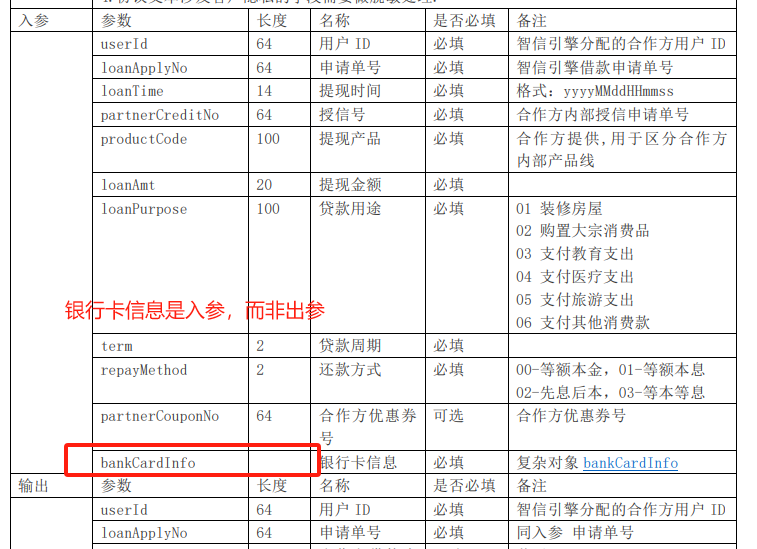 入参 参数 长度 名称 是否必填 备注
userId 64 用户 ID 必填 智信引擎分配的合作方用户 ID
loanApplyNo 64 申请单号 必填 智信引擎借款申请单号
loanTime 14 提现时间 必填 格式：yyyyMMddHHmmss
partnerCreditNo 64 授信号 必填 合作方内部授信申请单号
productCode 100 提现产品 必填 合作方提供,用于区分合作方
内部产品线
loanAmt 20 提现金额 必填
loanPurpose 100 贷款用途 必填 01 装修房屋
02 购置大宗消费品
03 支付教育支出
04 支付医疗支出
05 支付旅游支出
银行卡信息是入参，而非出参
06 支付其他消费款
term 2 贷款周期 必填
repayMethod 2 还款方式 必填 00-等额本金，01-等额本息
02-先息后本，03-等本等息
partnerCouponNo 64 合作方优惠券 可选 合作方优惠券号
号
bankCardInfo 银行卡信息 必填 复杂对象 bankCardInfo
输出 参数 长度 名称 是否必填 备注
userId 64 用户 ID 必填 智信引擎分配的合作方用户 ID
loanApplyNo 64 申请单号 必填 同入参 申请单号